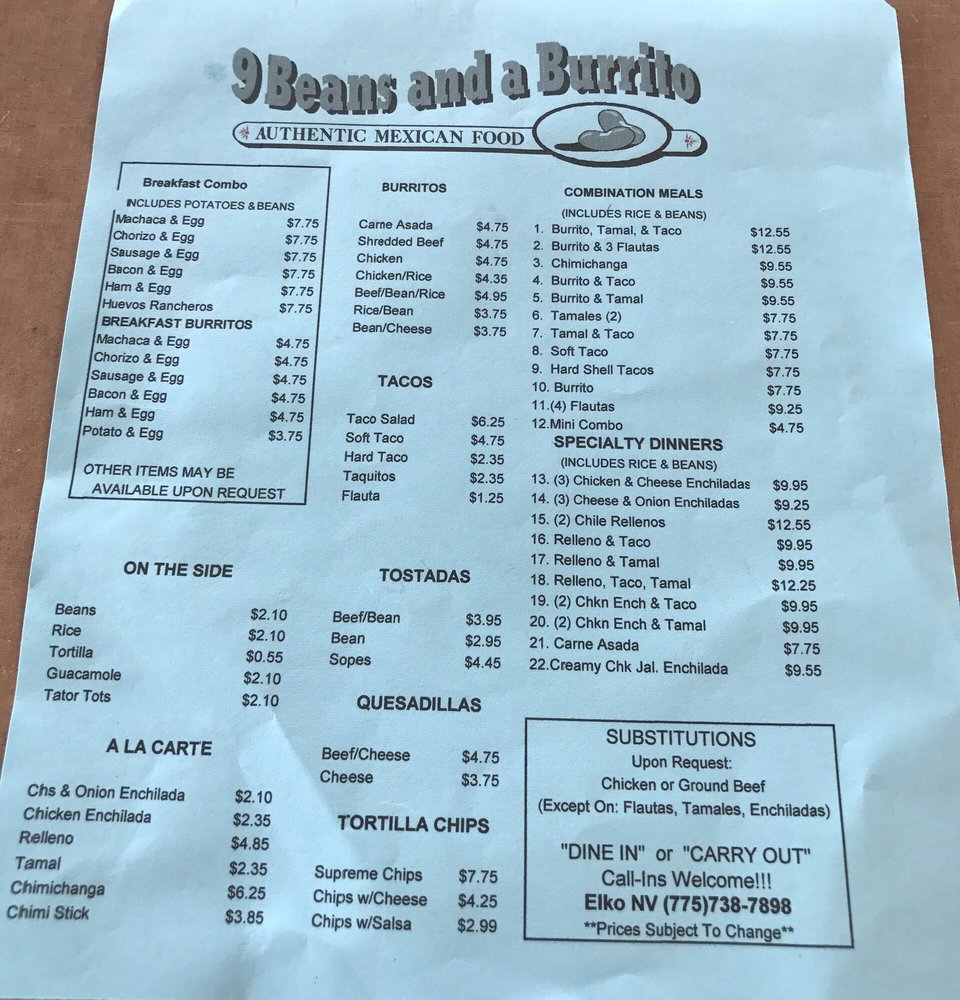 9 Beans and a Burrito
AUTHENTIC MEXICAN FOOD
Breakfast Combo
INCLUDES POTATOES & BEANS
Machaca & Egg $7.75
Chorizo & Egg $7.75
Sausage & Egg $7.75
Bacon & Egg $7.75
Ham & Egg $7.75
Huevos Rancheros $7.75
BREAKFAST BURRITOS
Machaca & Egg $4.75
Chorizo & Egg $4.75
Sausage & Egg $4.75
Bacon & Egg $4.75
Ham & Egg $4.75
Potato & Egg $3.75
OTHER ITEMS MAY BE
AVAILABLE UPON REQUEST
ON THE SIDE
Beans $2.10
Rice $2.10
Tortilla $0.55
Guacamole $2.10
Tator Tots $2.10
A LA CARTE
Chs & Onion Enchilada $2.10
Chicken Enchilada $2.35
Relleno $4.85
Tamal $2.35
Chimichanga $6.25
Chimi Stick $3.85
BURRITOS
Carne Asada $4.75
Shredded Beef $4.75
Chicken $4.75
Chicken/Rice $4.35
Beef/Bean/Rice $4.95
Rice/Bean $3.75
Bean/Cheese $3.75
TACOS
Taco Salad $6.25
Soft Taco $4.75
Hard Taco $2.35
Taquitos $2.35
Flauta $1.25
TOSTADAS
Beef/Bean $3.95
Bean $2.95
Sopes $4.45
QUESADILLAS
Beef/Cheese $4.75
Cheese $3.75
TORTILLA CHIPS
Supreme Chips $7.75
Chips w/Cheese $4.25
Chips w/Salsa $2.99
COMBINATION MEALS
(INCLUDES RICE & BEANS)
1. Burrito, Tamal, & Taco $12.55
2. Burrito & 3 Flautas $12.55
3. Chimichanga $9.55
4. Burrito & Taco $9.55
5. Burrito & Tamal $9.55
6. Tamales (2) $7.75
7. Tamal & Taco $7.75
8. Soft Taco $7.75
9. Hard Shell Tacos $7.75
10. Burrito $7.75
11.(4) Flautas $9.25
12.Mini Combo $4.75
SPECIALTY DINNERS
(INCLUDES RICE & BEANS)
13. (3) Chicken & Cheese Enchiladas $9.95
14. (3) Cheese & Onion Enchiladas $9.25
15. (2) Chile Rellenos $12.55
16. Relleno & Taco $9.95
17. Relleno & Tamal $9.95
18. Relleno, Taco, Tamal $12.25
19. (2) Chkn Ench & Taco $9.95
20. (2) Chkn Ench & Tamal $9.95
21. Carne Asada $7.75
22.Creamy Chk Jal. Enchilada $9.55
SUBSTITUTIONS
Upon Request:
Chicken or Ground Beef
(Except On: Flautas, Tamales, Enchiladas)
"DINE IN" or "CARRY OUT"
Call-Ins Welcome!!!
Elko NV (775)738-7898
**Prices Subject To Change**